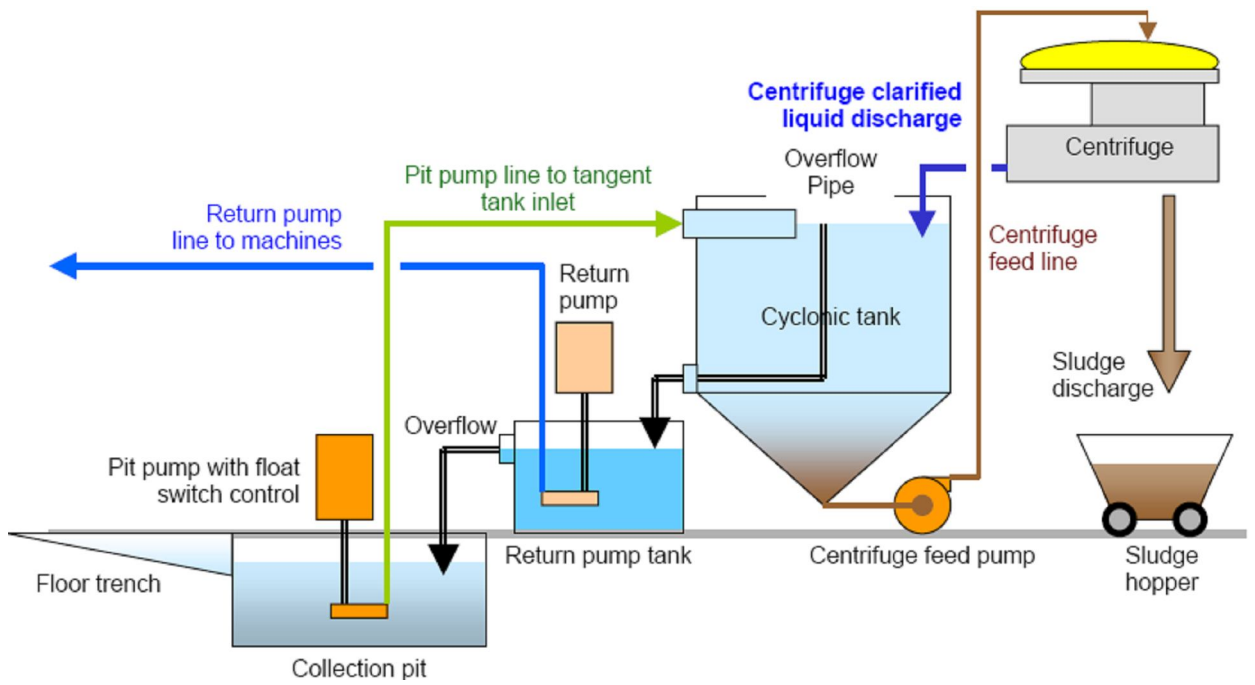 Centrifuge clarified
liquid discharge
Centrifuge
Overflow
Pipe
Pit pump line to tangent
tank inlet
Return pump
line to machines
Centrifuge
feed line
Return
pump
Cyclonic tank
Sludge
discharge
Overflow
Pit pump with float
switch control
Return pump tank
Centrifuge feed pump
Sludge
hopper
Floor trench
Collection pit